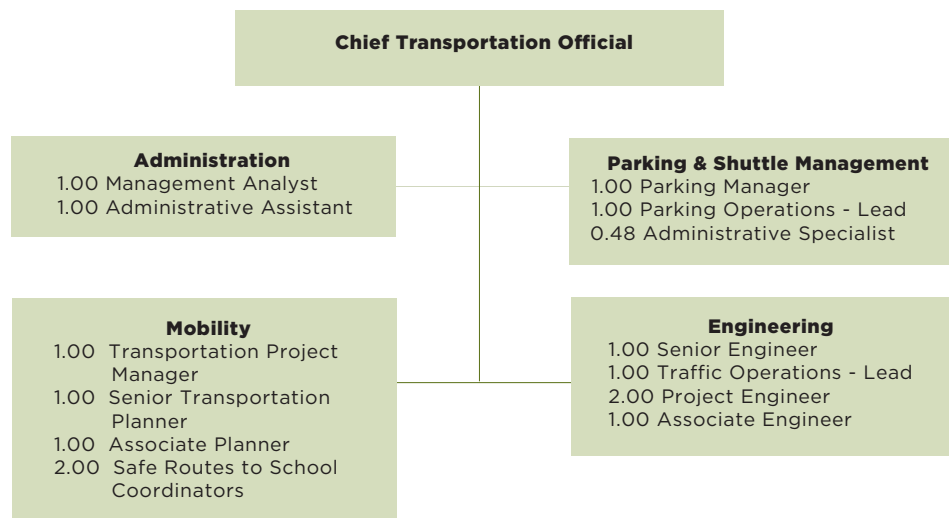 Chief Transportation Official
Administration
1.00 Management Analyst
1.00 Administrative Assistant
Parking & Shuttle Management
1.00 Parking Manager
1.00 Parking Operations - Lead
0.48 Administrative Specialist
Mobility
1.00 Transportation Project
Manager
1.00 Senior Transportation
Planner
1.00 Associate Planner
2.00 Safe Routes to School
Coordinators
Engineering
1.00 Senior Engineer
1.00 Traffic Operations - Lead
2.00 Project Engineer
1.00 Associate Engineer